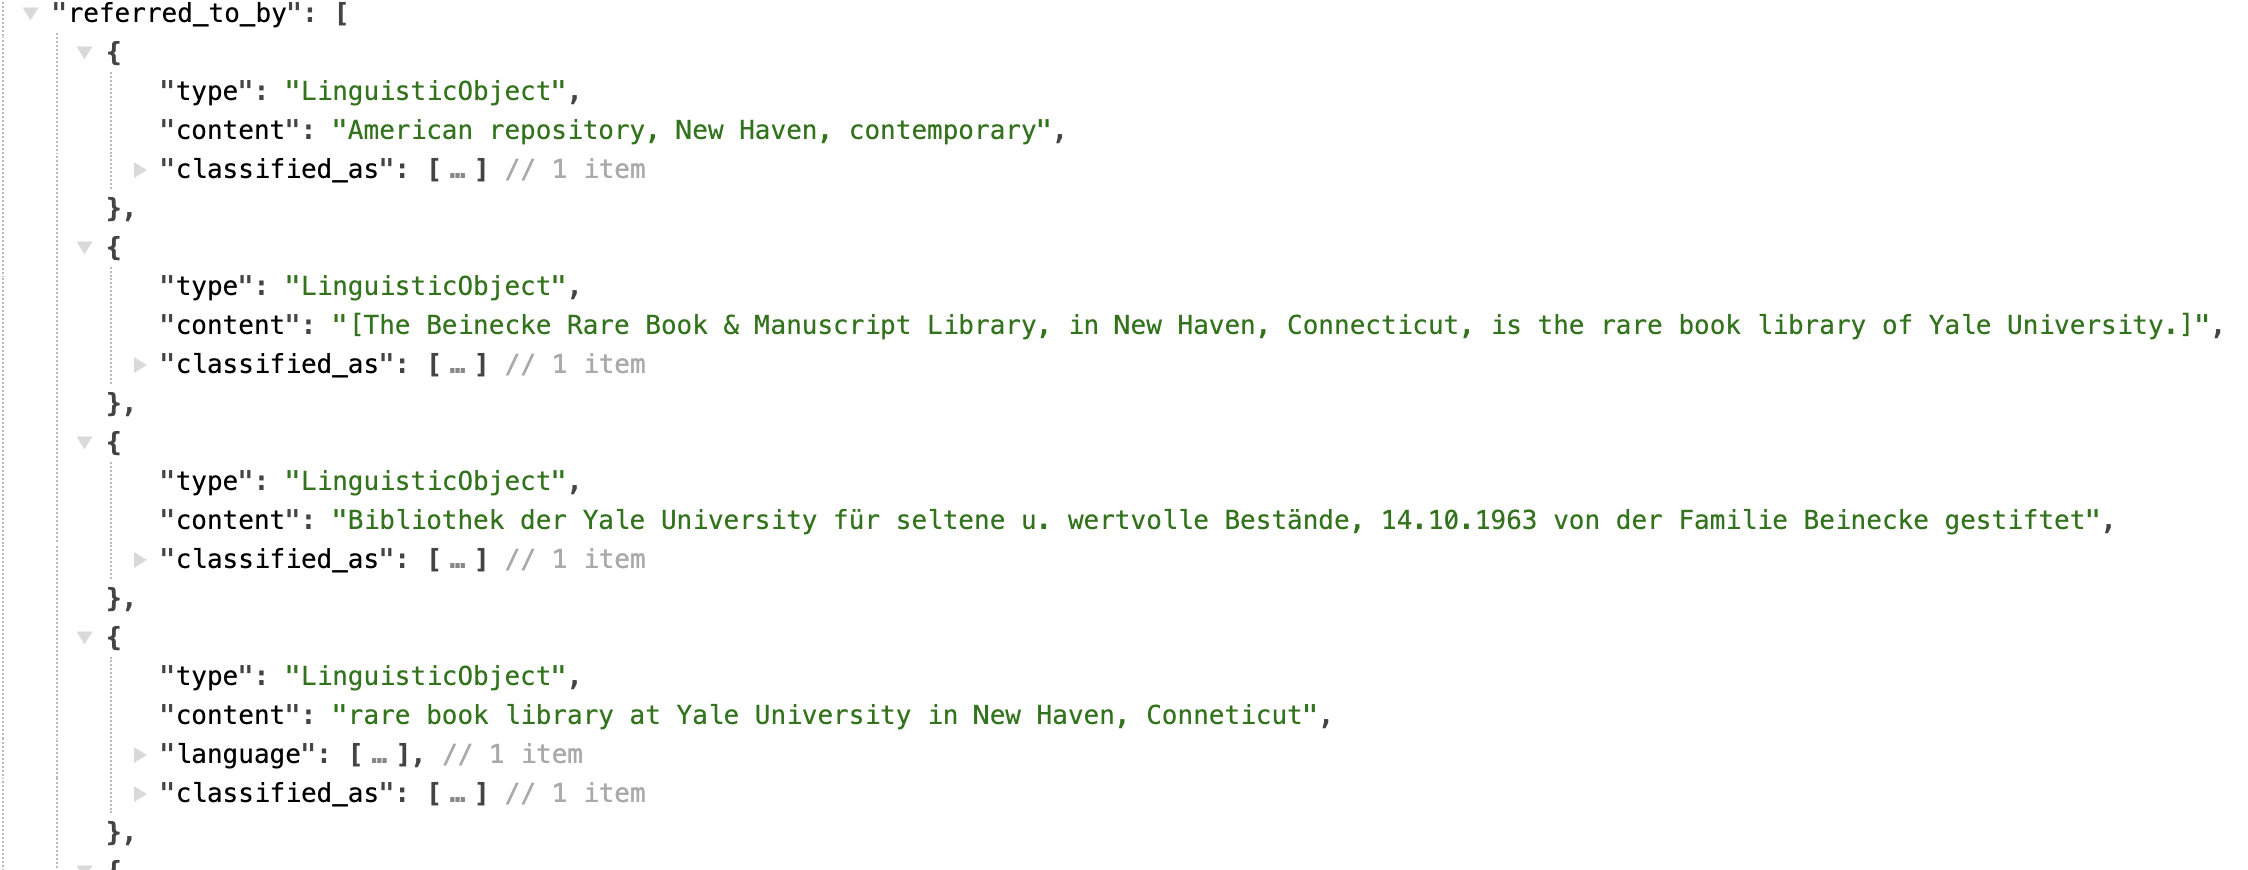 "referred_to_by": [
{
"type": "LinguisticObject",
"content": "American repository, New Haven, contemporary",
"classified_as": [ … ] // 1 item
},
{
"type": "LinguisticObject",
"content": "[The Beinecke Rare Book & Manuscript Library, in New Haven, Connecticut, is the rare book library of Yale University.]",
"classified_as": [ … ] // 1 item
},
{
"type": "LinguisticObject",
"content": "Bibliothek der Yale University für seltene u. wertvolle Bestände, 14.10.1963 von der Familie Beinecke gestiftet",
"classified_as": [ … ] // 1 item
},
{
"type": "LinguisticObject",
"content": "rare book library at Yale University in New Haven, Conneticut",
"language": [ … ], // 1 item
"classified_as": [ … ] // 1 item
},
{